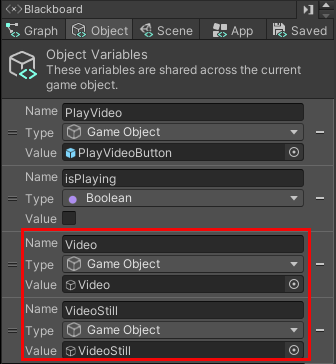 Blackboard
Graph Object Scene App Saved
Object Variables
These variables are shared across the current
game object.
Name PlayVideo
Type Game Object
Value PlayVideoButton
Name isPlaying
Type Boolean
Value
Name Video
Type Game Object
Value Video
Name VideoStill
Type Game Object
Value VideoStill